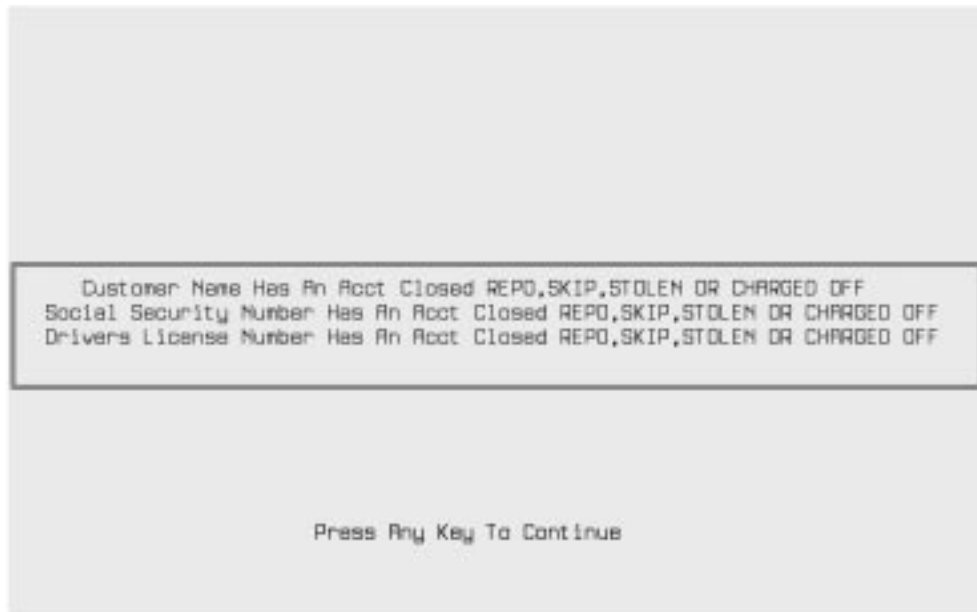 Customer Name Has An Acct Closed REPO,SKIP,STOLEN OR CHARGED OFF
Social Security Number Has An Acct Closed REPO,SKIP,STOLEN OR CHARGED OFF
Drivers License Number Has An Acct Closed REPO,SKIP,STOLEN OR CHARGED OFF
Press Any Key To Continue